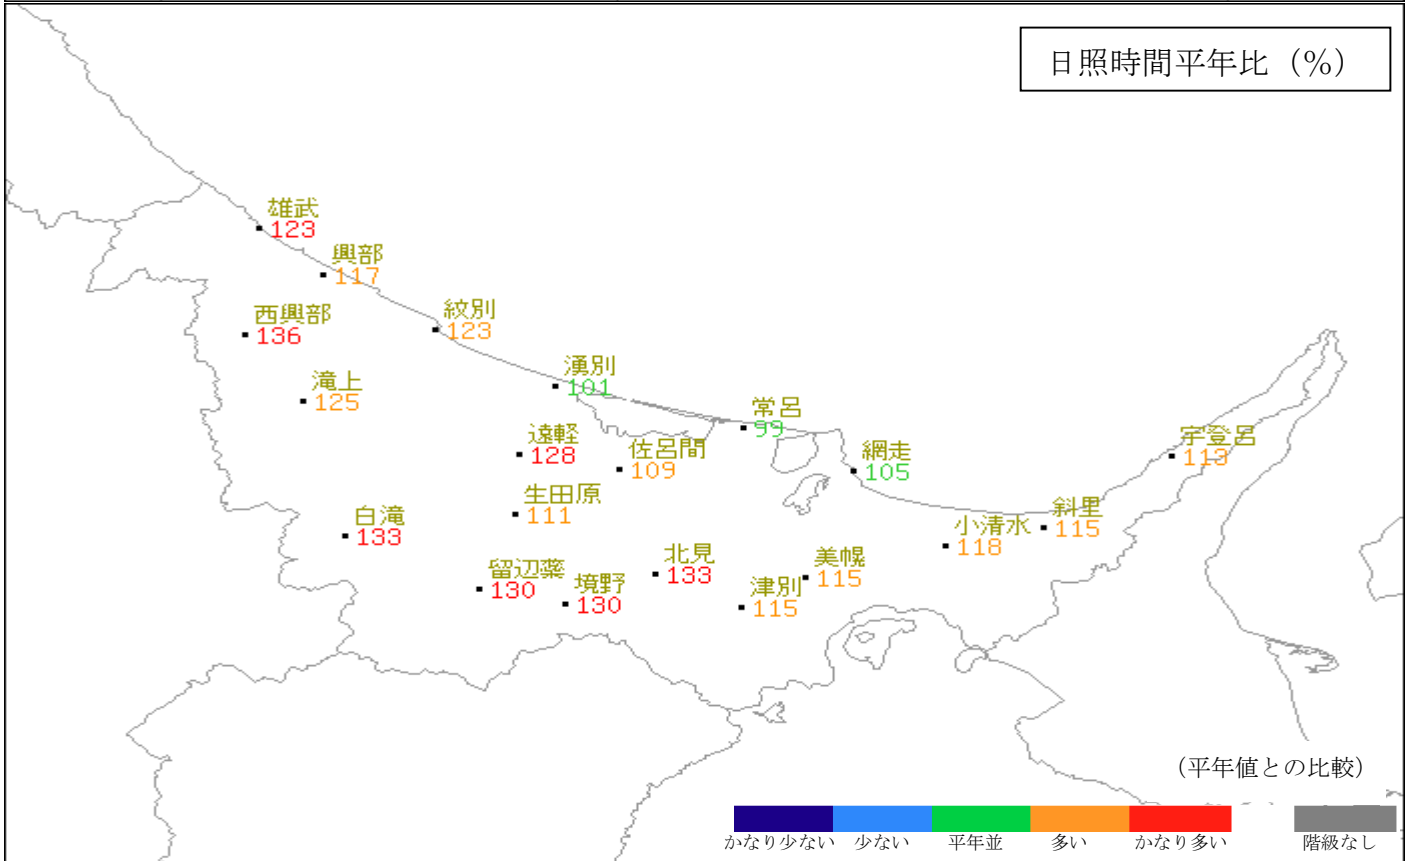 日照時間平年比（％）
雄武
123
興部
117
西興部
136
紋別
123
滝上
125
湧別
101
常呂
99
遠軽
128
佐呂間
109
網走
105
宇登呂
113
生田原
111
白滝
133
斜里
115
小清水
118
北見
133
美幌
115
留辺蘂
130
境野
130
津別
115
（平年値との比較）
かなり少ない 少ない 平年並 多い かなり多い 階級なし